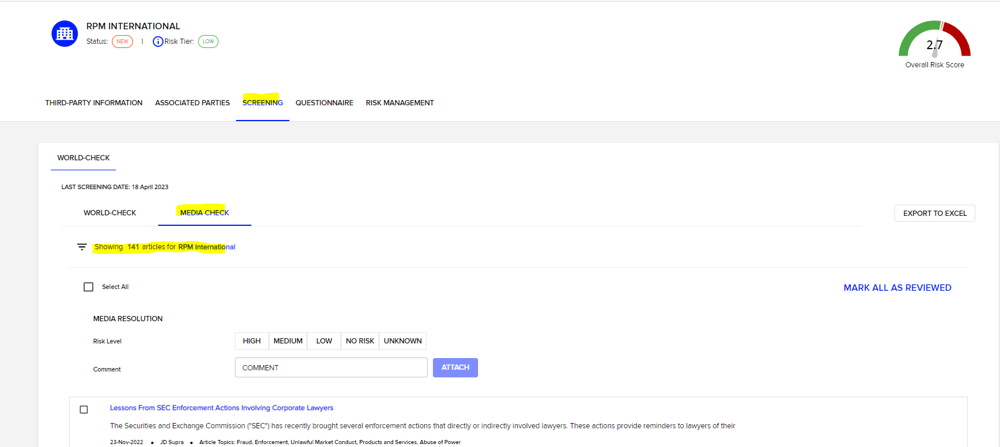 RPM INTERNATIONAL
Status: NEW | Risk Tier: LOW
2.7
Overall Risk Score
THIRD-PARTY INFORMATION ASSOCIATED PARTIES SCREENING QUESTIONNAIRE RISK MANAGEMENT
WORLD-CHECK
LAST SCREENING DATE: 18 April 2023
WORLD-CHECK MEDIA CHECK EXPORT TO EXCEL
Showing 141 articles for RPM International
Select All MARK ALL AS REVIEWED
MEDIA RESOLUTION
Risk Level HIGH MEDIUM LOW NO RISK UNKNOWN
Comment COMMENT ATTACH
Lessons From SEC Enforcement Actions Involving Corporate Lawyers
The Securities and Exchange Commission ("SEC") has recently brought several enforcement actions that directly or indirectly involved lawyers. These actions provide reminders to lawyers of their
23-Nov-2022 • JD Supra • Article Topics: Fraud, Enforcement, Unlawful Market Conduct, Products and Services, Abuse of Power